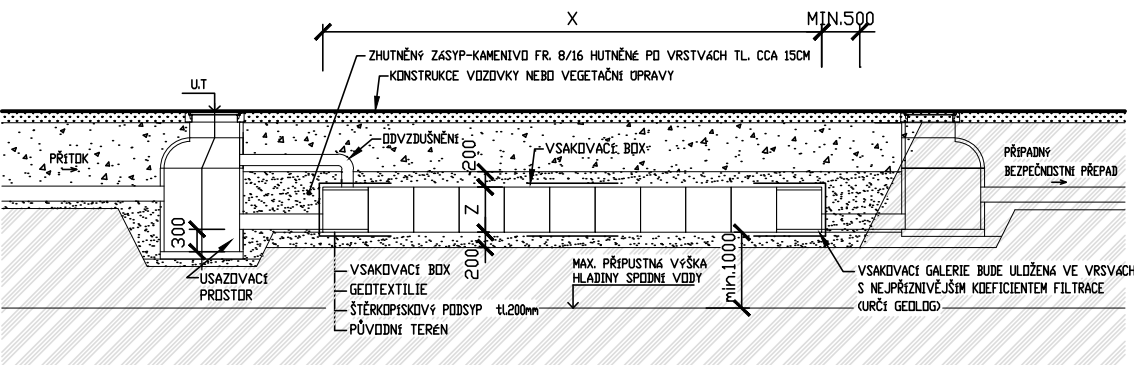 X
MIN.500
ZHUTNĚNÝ ZÁSYP-KAMENIVO FR. 8/16 HUTNĚNÉ PO VRSTVÁCH TL. CCA 15CM
KONSTRUKCE VOZOVKY NEBO VEGETAČNÍ ÚPRAVY
U.T
ODVZDUŠNĚNÍ
VSAKOVACÍ BOX
PŘÍTOK
200
PŘÍPADNÝ
BEZPEČNOSTNÍ PŘEPAD
Z
300
200
min.1000
USAZOVACÍ
PROSTOR
VSAKOVACÍ BOX
GEOTEXTILIE
ŠTĚRKOPÍSKOVÝ PODSYP tl.200mm
PŮVODNÍ TERÉN
MAX. PŘÍPUSTNÁ VÝŠKA
HLADINY SPODNÍ VODY
VSAKOVACÍ GALERIE BUDE ULOŽENA VE VRSVÁCH
S NEJPŘÍZNIVĚJŠÍM KOEFICIENTEM FILTRACE
(URČÍ GEOLOG)